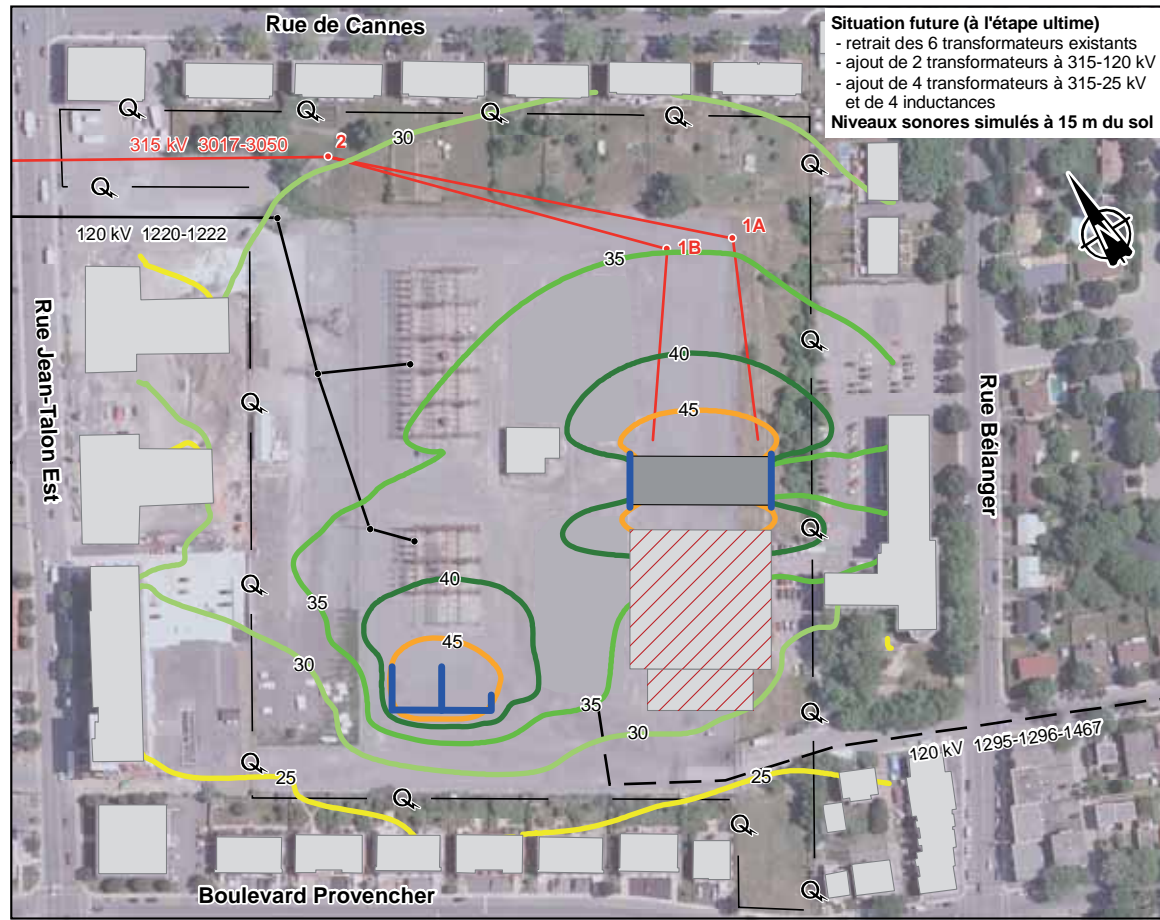 Rue de Cannes
Situation future (à l'étape ultime)
- retrait des 6 transformateurs existants
- ajout de 2 transformateurs à 315-120 kV
- ajout de 4 transformateurs à 315-25 kV
et de 4 inductances
Niveaux sonores simulés à 15 m du sol
315 kV 3017-3050
2
30
120 kV 1220-1222
1A
1B
35
40
45
Rue Jean-Talon Est
Rue Bélanger
40
35
45
30
35
30
120 kV 1295-1296-1467
25
25
Boulevard Provencher